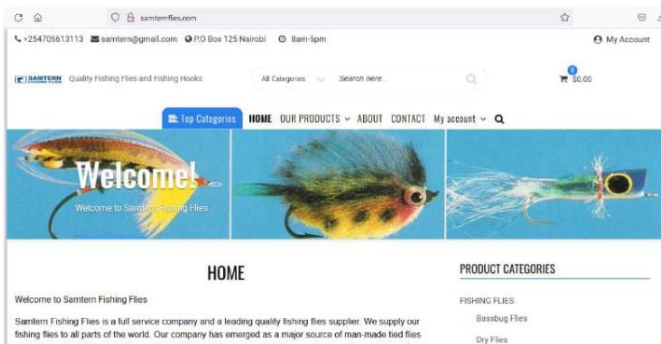 samternflies.com
+254705613113 samtern@gmail.com P.O Box 125 Nairobi 8am-5pm My Account
SAMTERN FISHING FLIES Quality Fishing Flies and Fishing Hooks All Categories Search here... 0 $0.00
Top Categories HOME OUR PRODUCTS ABOUT CONTACT My account
Welcome!
Welcome to Samtern Fishing Flies
HOME
PRODUCT CATEGORIES
Welcome to Samtern Fishing Flies
FISHING FLIES
Bassbug Flies
Samtern Fishing Flies is a full service company and a leading quality fishing flies supplier. We supply our
fishing flies to all parts of the world. Our company has emerged as a major source of man-made tied flies
Dry Flies